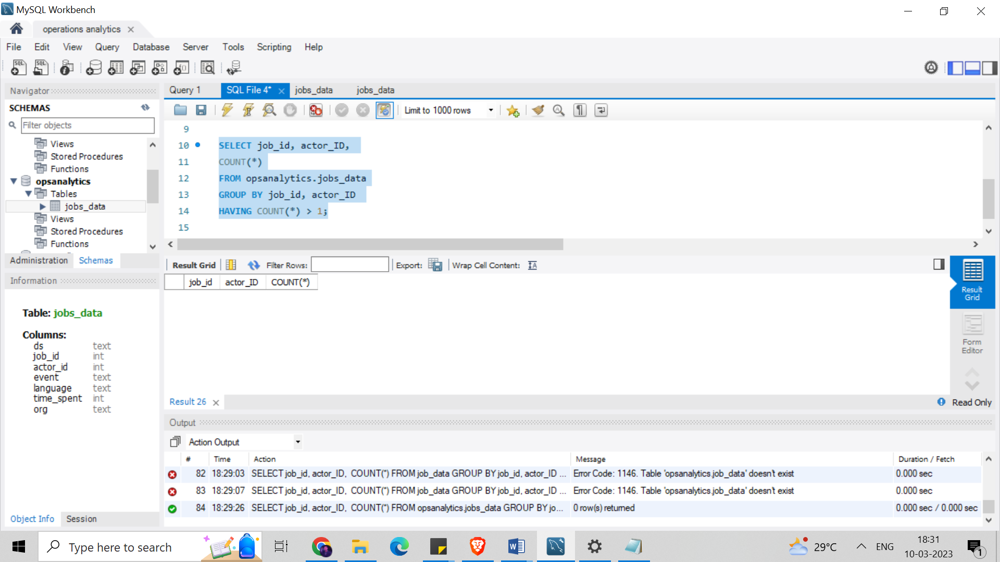 MySQL Workbench
operations analytics
File Edit View Query Database Server Tools Scripting Help
Navigator
SCHEMAS
Filter objects
Views
Stored Procedures
Functions
opsanalytics
Tables
jobs_data
Views
Stored Procedures
Functions
Administration Schemas
Information
Table: jobs_data
Columns:
ds text
job_id int
actor_id int
event text
language text
time_spent int
org text
Object Info Session
Query 1 SQL File 4* jobs_data jobs_data
Limit to 1000 rows
9
10 SELECT job_id, actor_ID,
11 COUNT(*)
12 FROM opsanalytics.jobs_data
13 GROUP BY job_id, actor_ID
14 HAVING COUNT(*) > 1;
15
Result Grid Filter Rows: Export: Wrap Cell Content:
job_id actor_ID COUNT(*)
Result Grid
Form Editor
Result 26 Read Only
Output
Action Output
# Time Action Message Duration / Fetch
82 18:29:03 SELECT job_id, actor_ID, COUNT(*) FROM job_data GROUP BY job_id, actor_ID ... Error Code: 1146. Table 'opsanalytics.job_data' doesn't exist 0.000 sec
83 18:29:07 SELECT job_id, actor_ID, COUNT(*) FROM job_data GROUP BY job_id, actor_ID ... Error Code: 1146. Table 'opsanalytics.job_data' doesn't exist 0.000 sec
84 18:29:26 SELECT job_id, actor_ID, COUNT(*) FROM opsanalytics.jobs_data GROUP BY jo... 0 row(s) returned 0.000 sec / 0.000 sec
Type here to search
29°C ENG 18:31
10-03-2023
1